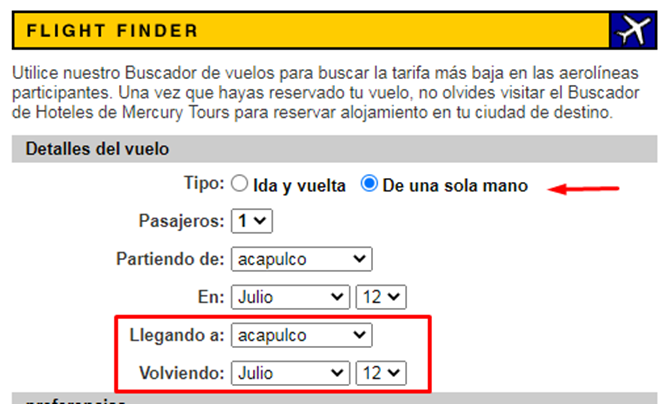 FLIGHT FINDER
Utilice nuestro Buscador de vuelos para buscar la tarifa más baja en las aerolíneas
participantes. Una vez que hayas reservado tu vuelo, no olvides visitar el Buscador
de Hoteles de Mercury Tours para reservar alojamiento en tu ciudad de destino.
Detalles del vuelo
Tipo: Ida y vuelta De una sola mano
Pasajeros: 1
Partiendo de: acapulco
En: Julio 12
Llegando a: acapulco
Volviendo: Julio 12
preferencias